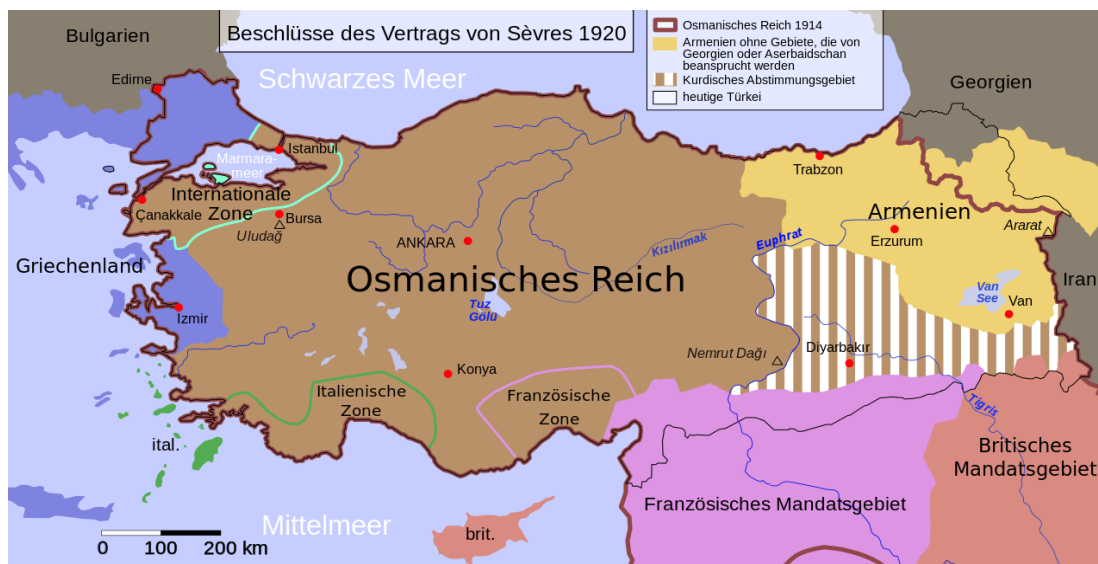 Beschlüsse des Vertrags von Sèvres 1920
Osmanisches Reich 1914
Armenien ohne Gebiete, die von
Georgien oder Aserbaidschan
beansprucht werden
Kurdisches Abstimmungsgebiet
heutige Türkei
Bulgarien
Edirne
Schwarzes Meer
Georgien
Istanbul
Marmara-
meer
Trabzon
Internationale
Zone
Çanakkale
Bursa
Uludağ
ANKARA
Kızılırmak
Euphrat
Armenien
Erzurum
Ararat
Griechenland
Osmanisches Reich
Iran
Van
See
Van
Tuz
Gölü
Izmir
Nemrut Dağı
Diyarbakır
Konya
Italienische
Zone
Französische
Zone
Tigris
ital.
Britisches
Mandatsgebiet
Französisches Mandatsgebiet
Mittelmeer
brit.
0 100 200 km